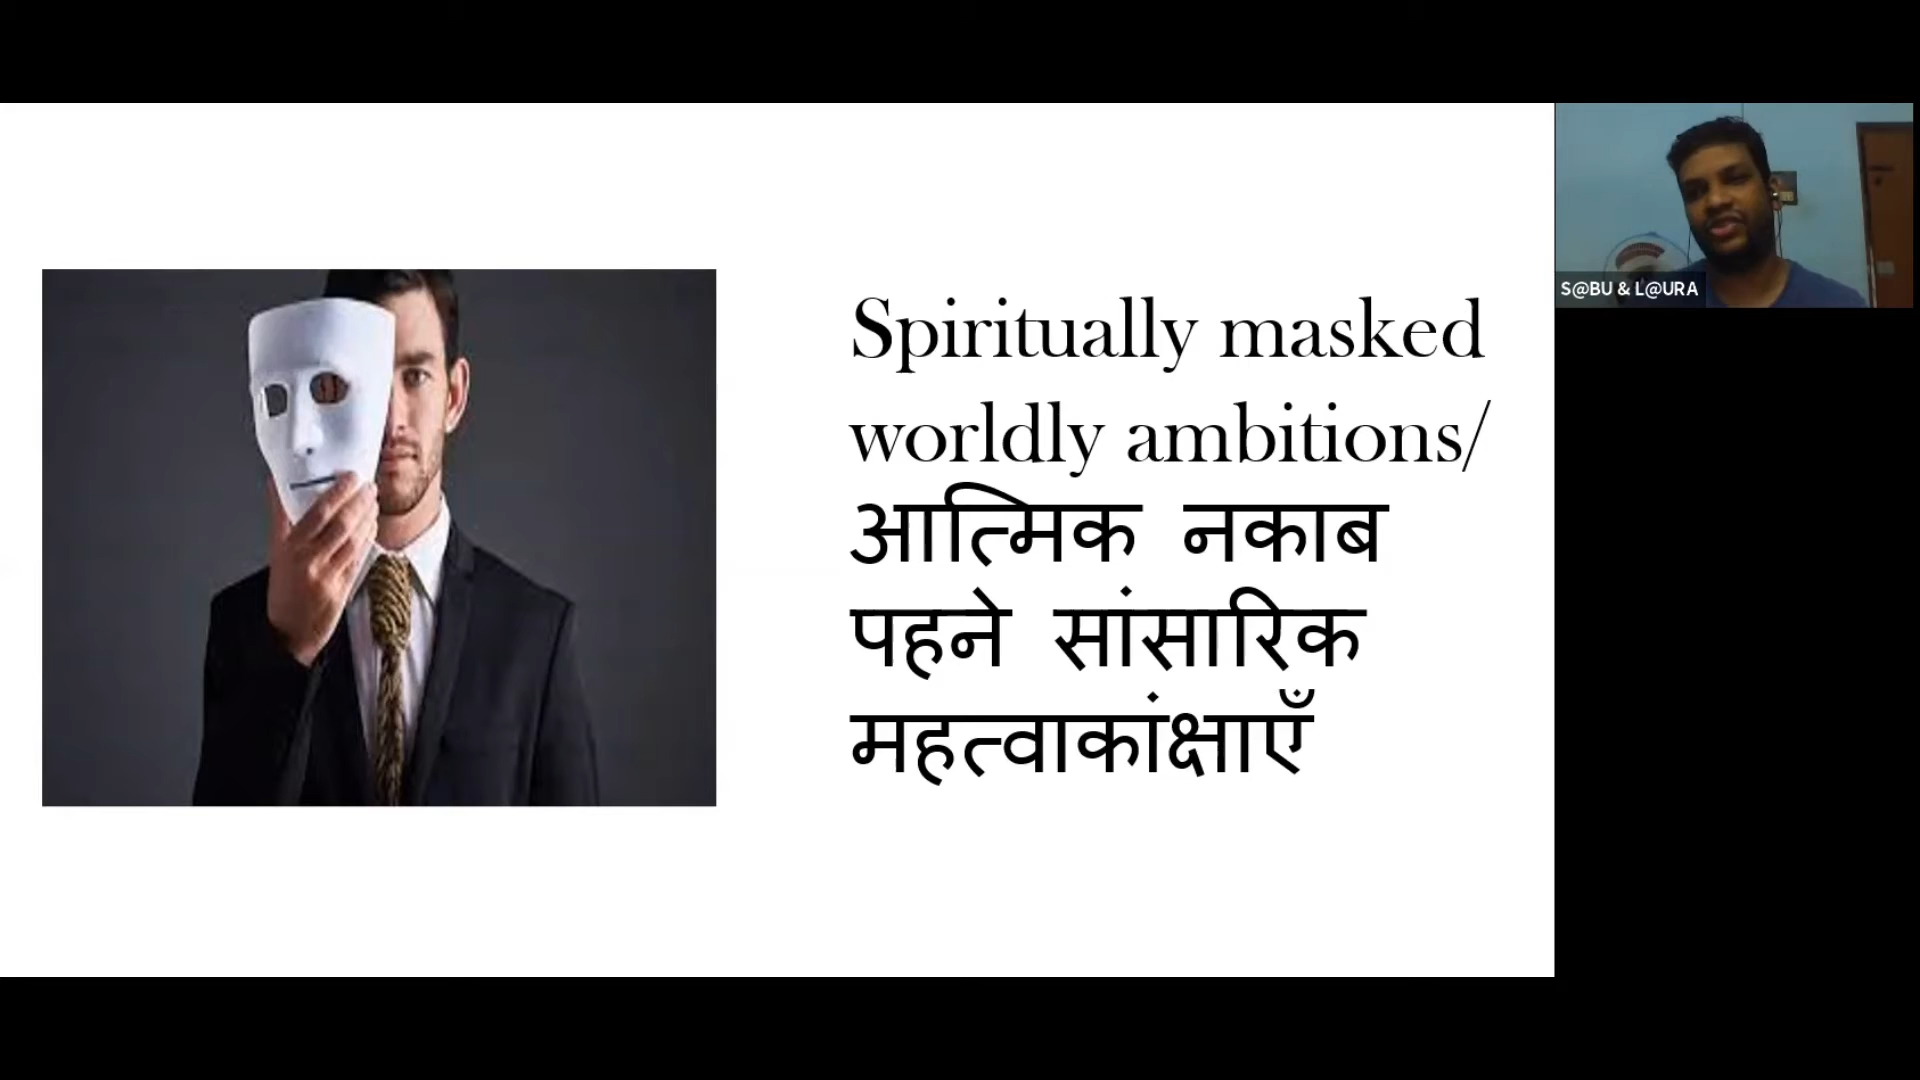 Spiritually masked
worldly ambitions/
आत्मिक नकाब
पहने सांसारिक
महत्वाकांक्षाएँ
S@BU & L@URA